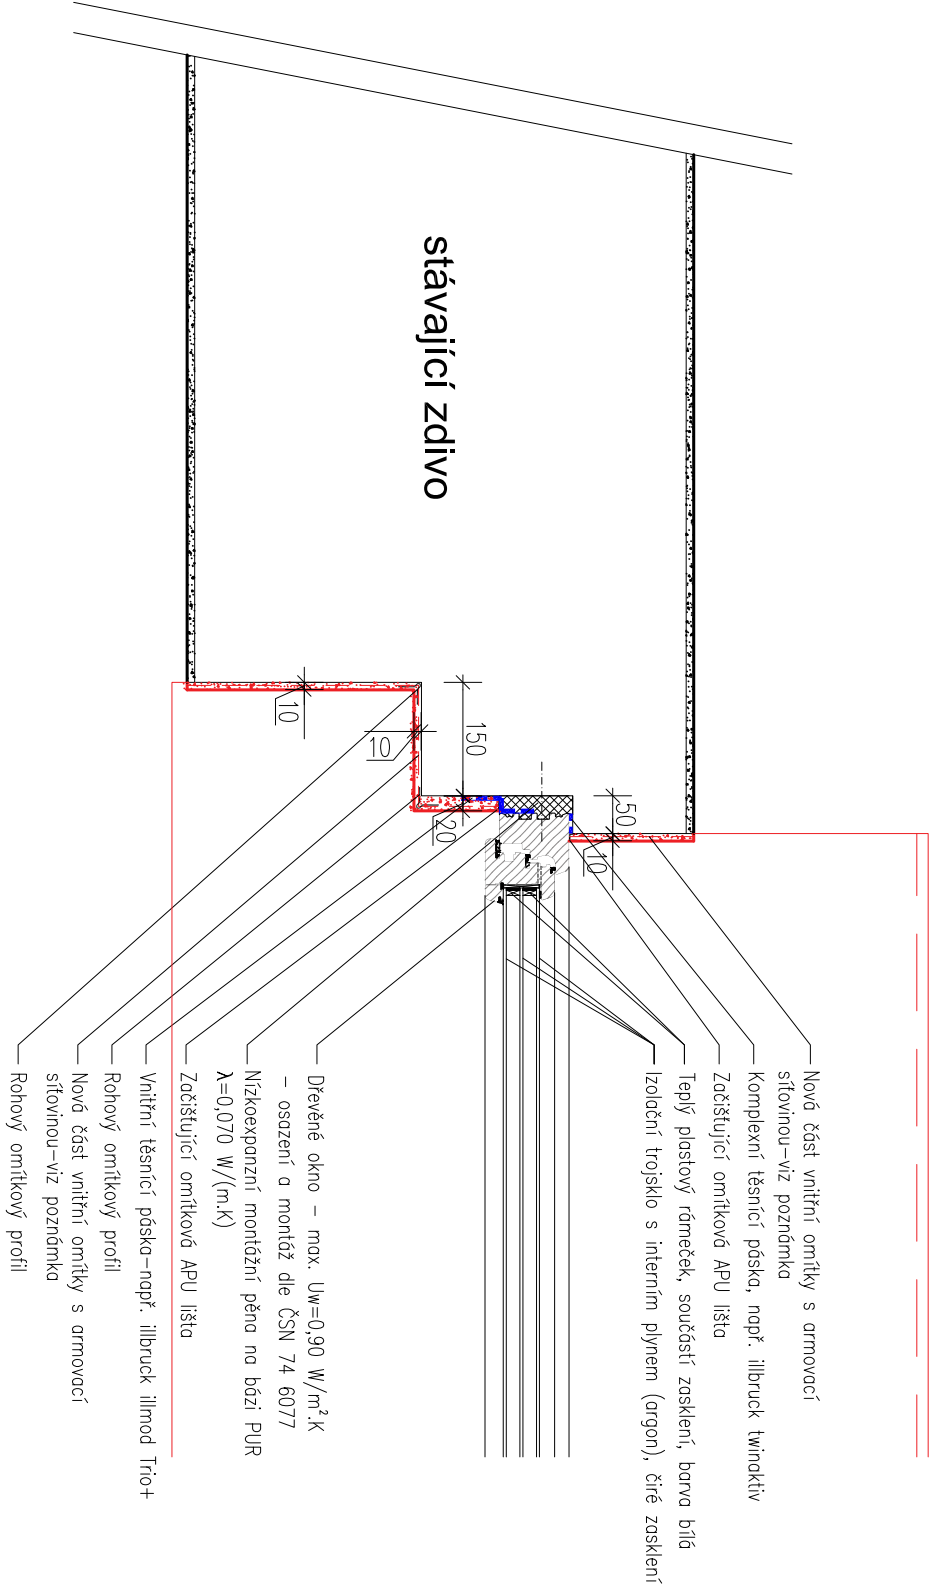 stávající zdivo
10
10
150
20
50
10
Nová část vnitřní omítky s armovací
síťovinou-viz poznámka
Komplexní těsnící páska, např. illbruck twinaktiv
Začišťující omítková APU lišta
Teplý plastový rámeček, součástí zasklení, barva bílá
Izolační trojsklo s interním plynem (argon), čiré zasklení
Dřevěné okno - max. Uw=0,90 W/m².K
- osazení a montáž dle ČSN 74 6077
Nízkoexpanzní montážní pěna na bázi PUR
λ=0,070 W/(m.K)
Začišťující omítková APU lišta
Vnitřní těsnící páska-např. illbruck illmod Trio+
Rohový omítkový profil
Nová část vnitřní omítky s armovací
síťovinou-viz poznámka
Rohový omítkový profil